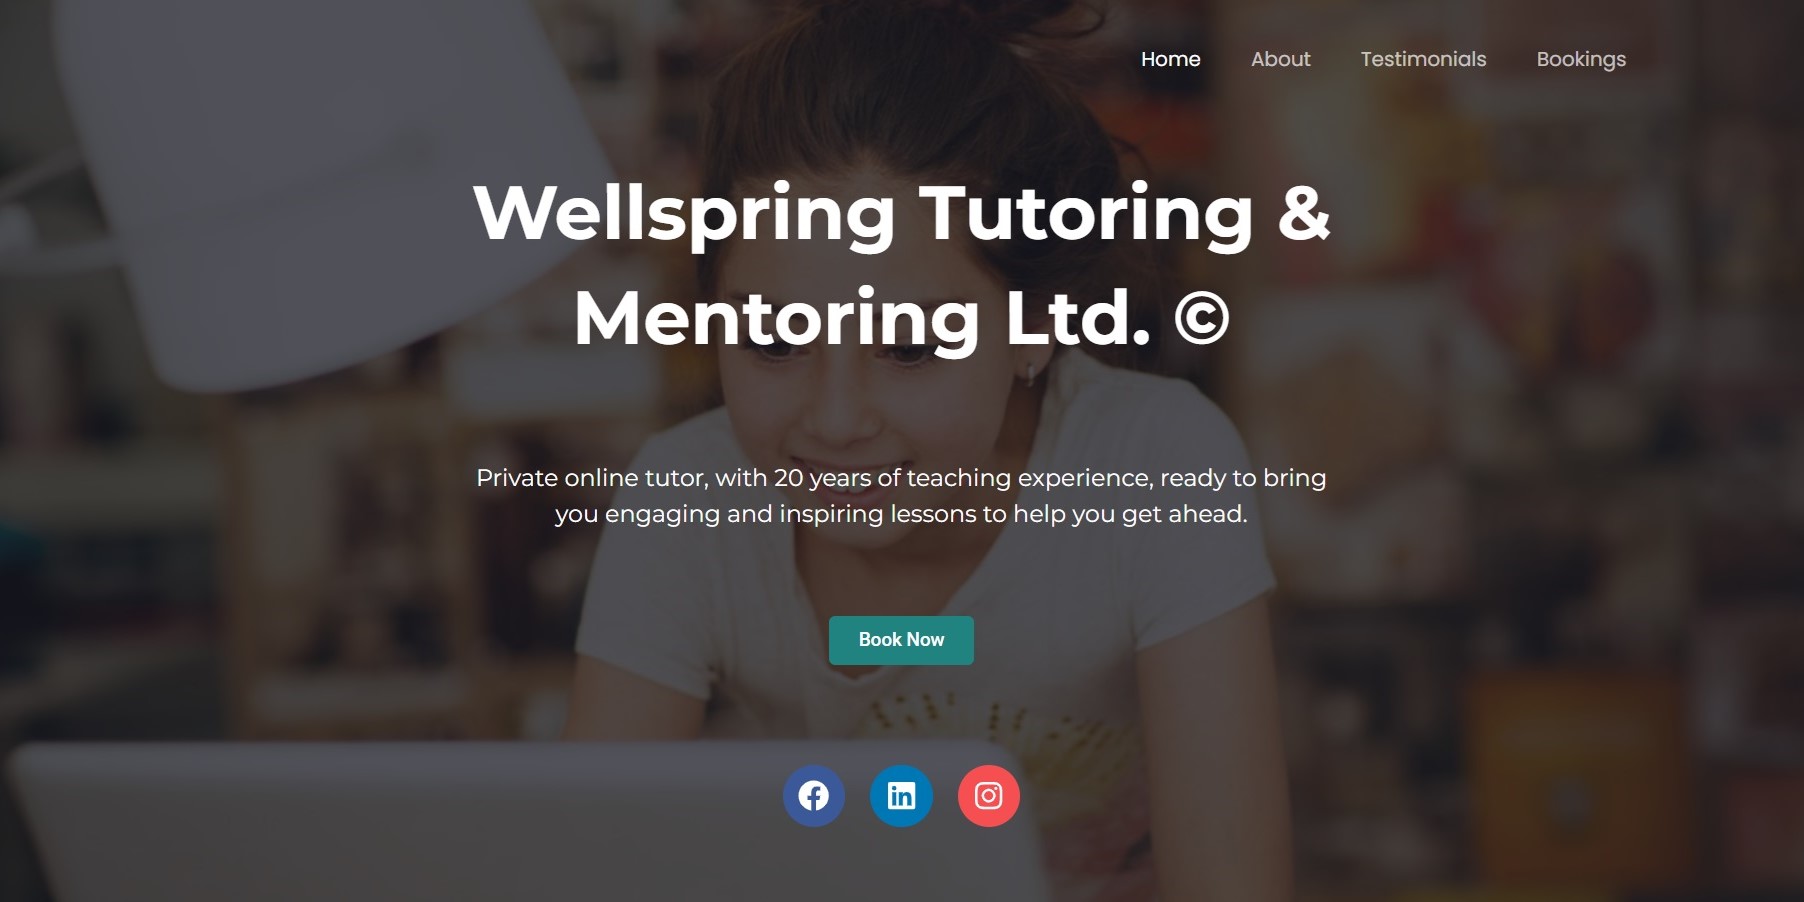 Home About Testimonials Bookings
Wellspring Tutoring &
Mentoring Ltd. ©
Private online tutor, with 20 years of teaching experience, ready to bring
you engaging and inspiring lessons to help you get ahead.
Book Now